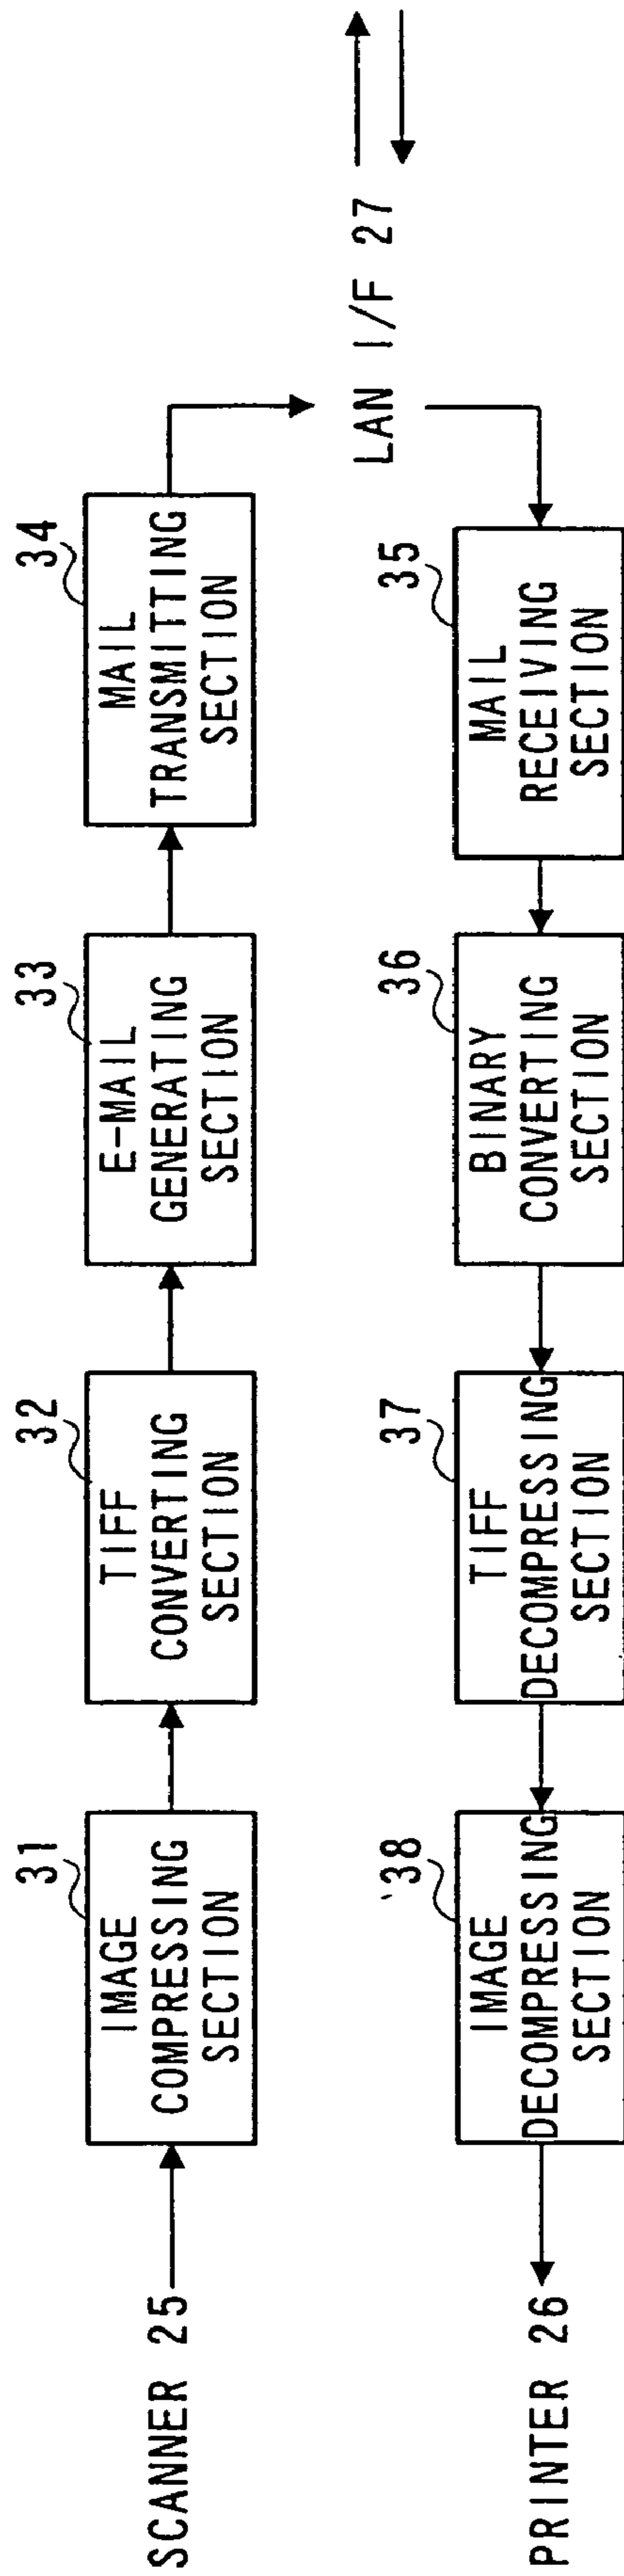 SCANNER 25
31
IMAGE
COMPRESSING
SECTION
32
TIFF
CONVERTING
SECTION
33
E-MAIL
GENERATING
SECTION
34
MAIL
TRANSMITTING
SECTION
LAN I/F 27
35
MAIL
RECEIVING
SECTION
36
BINARY
CONVERTING
SECTION
37
TIFF
DECOMPRESSING
SECTION
38
IMAGE
DECOMPRESSING
SECTION
PRINTER 26